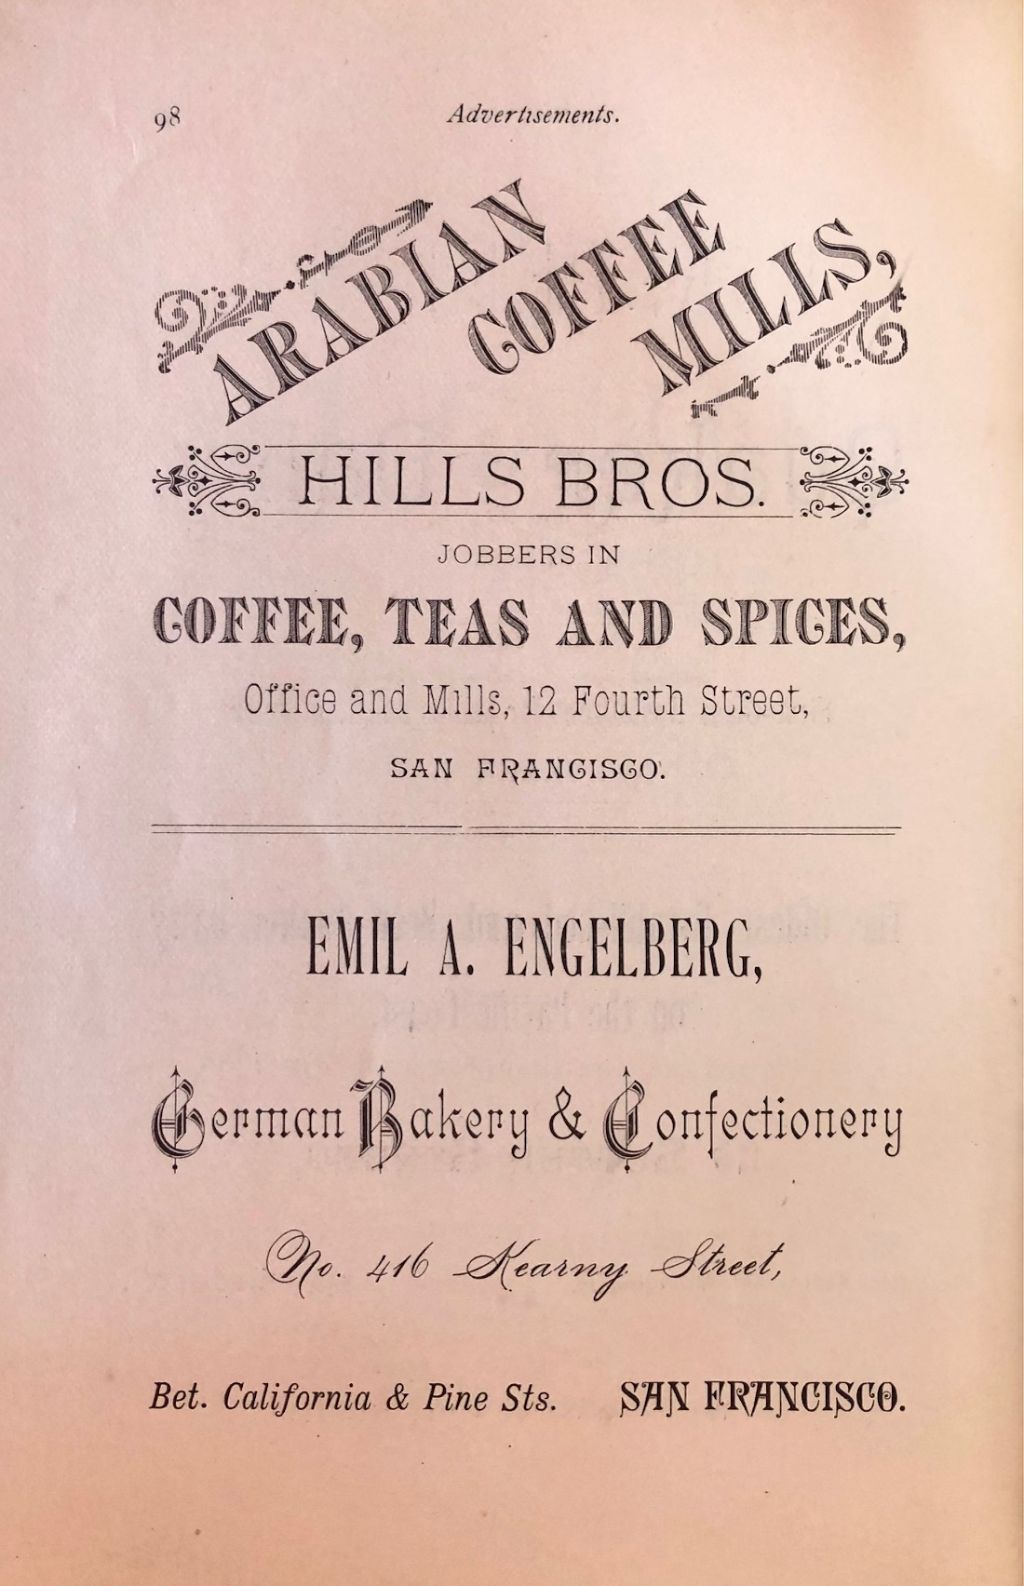 98
Advertisements.
ARABIAN
COFFEE
MILLS,
HILLS BROS.
JOBBERS IN
COFFEE, TEAS AND SPICES,
Office and Mills, 12 Fourth Street,
SAN FRANCISCO.
EMIL A. ENGELBERG,
German Bakery & Confectionery
No. 416 Kearny Street,
Bet. California & Pine Sts. SAN FRANCISCO.